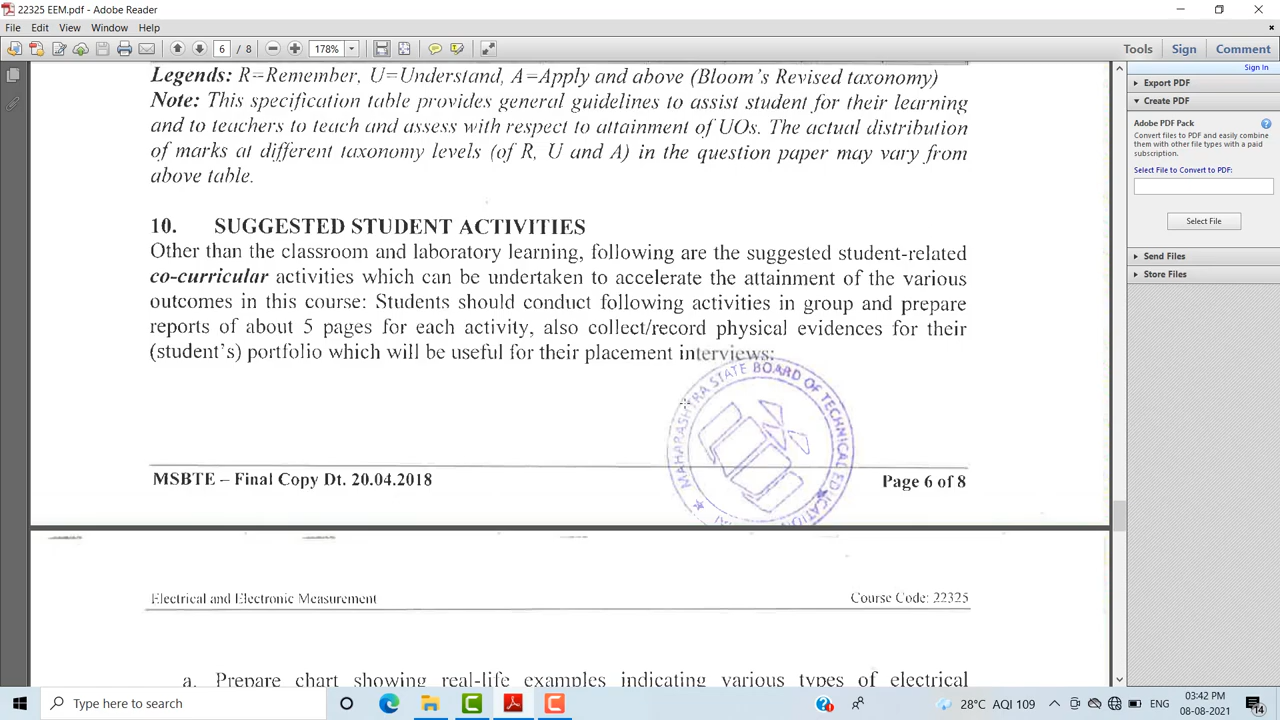 22325 EEM.pdf - Adobe Reader
File Edit View Window Help
6 / 8 178% Tools Sign Comment
Legends: R=Remember, U=Understand, A=Apply and above (Bloom's Revised taxonomy)
Note: This specification table provides general guidelines to assist student for their learning
and to teachers to teach and assess with respect to attainment of UOs. The actual distribution
of marks at different taxonomy levels (of R, U and A) in the question paper may vary from
above table.
10. SUGGESTED STUDENT ACTIVITIES
Other than the classroom and laboratory learning, following are the suggested student-related
co-curricular activities which can be undertaken to accelerate the attainment of the various
outcomes in this course: Students should conduct following activities in group and prepare
reports of about 5 pages for each activity, also collect/record physical evidences for their
(student's) portfolio which will be useful for their placement interviews:
MAHARASHTRA STATE BOARD OF TECHNICAL EDUCATION
MSBTE – Final Copy Dt. 20.04.2018
Page 6 of 8
Electrical and Electronic Measurement
Course Code: 22325
a. Prepare chart showing real-life examples indicating various types of electrical
Sign In
Export PDF
Create PDF
Adobe PDF Pack
Convert files to PDF and easily combine
them with other file types with a paid
subscription.
Select File to Convert to PDF:
Select File
Send Files
Store Files
Type here to search
28°C AQI 109
ENG
03:42 PM
08-08-2021
14